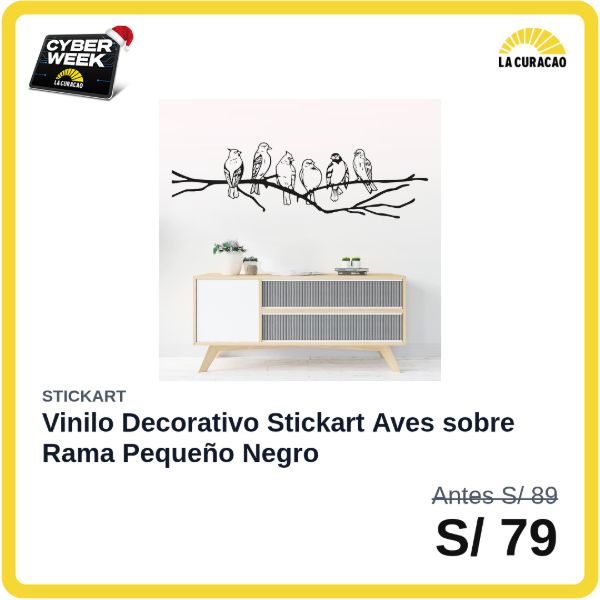 CYBER
WEEK
LA CURACAO
LA CURACAO
STICKART
Vinilo Decorativo Stickart Aves sobre
Rama Pequeño Negro
Antes S/ 89
S/ 79